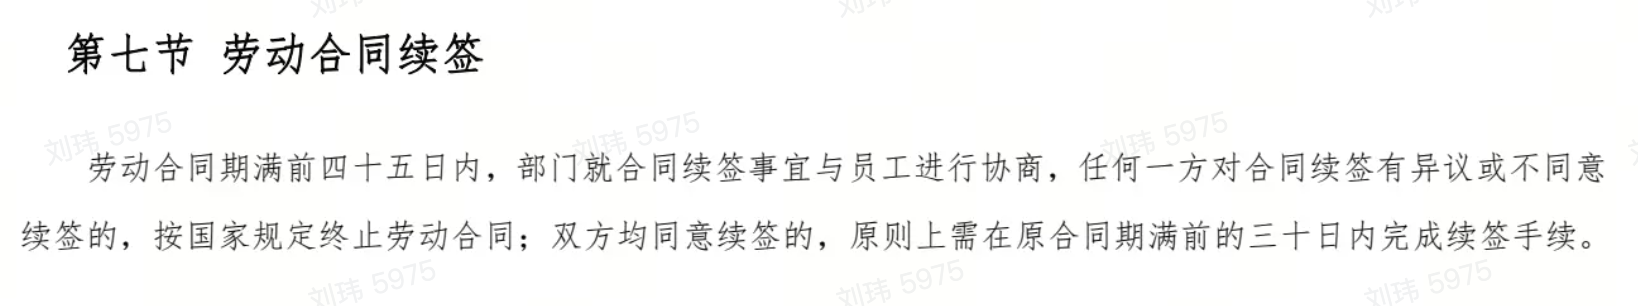 刘玮 5975 刘玮 5975
第七节 劳动合同续签
刘玮 5975 刘玮 5975 刘玮 5975
劳动合同期满前四十五日内，部门就合同续签事宜与员工进行协商，任何一方对合同续签有异议或不同意
续签的，按国家规定终止劳动合同；双方均同意续签的，原则上需在原合同期满前的三十日内完成续签手续。
刘玮 5975 刘玮 5975 刘玮 5975